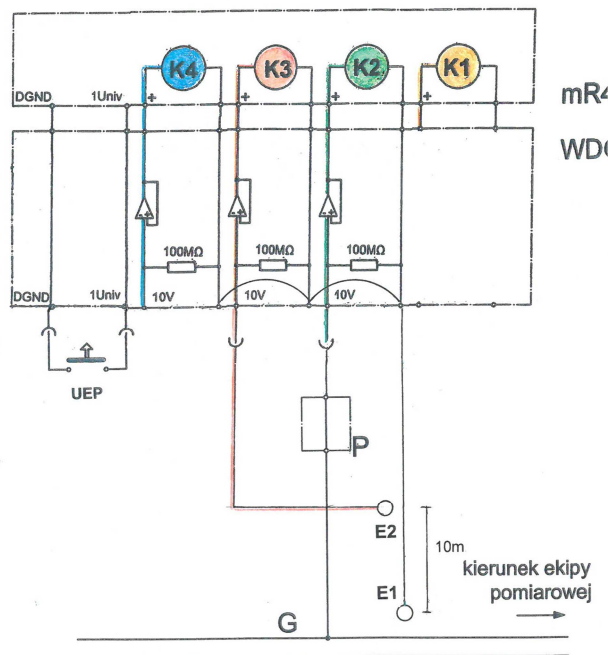 K4 K3 K2 K1
mR4
DGND 1Univ + + + +
WDG
100MΩ 100MΩ 100MΩ
DGND 1Univ 10V 10V 10V
UEP
P
E2
10m
kierunek ekipy
pomiarowej
E1
G